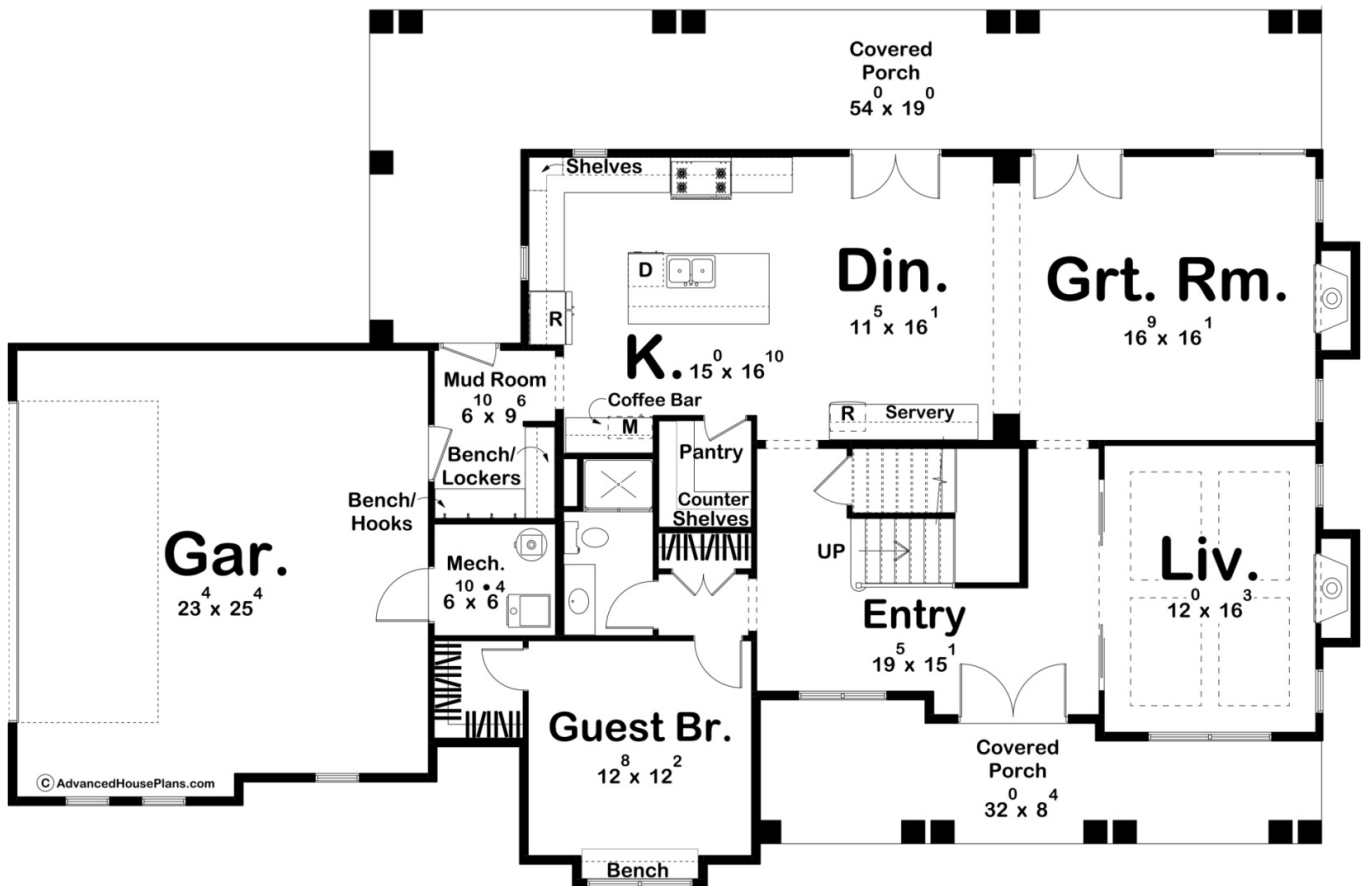 Covered
Porch
54⁰ x 19⁰
Shelves
D
R
Din.
11⁵ x 16¹
Grt. Rm.
16⁹ x 16¹
K. 15⁰ x 16¹⁰
Mud Room
6¹⁰ x 9⁶
Coffee Bar
M
R
Servery
Bench/
Lockers
Pantry
Counter
Shelves
Bench/
Hooks
Gar.
23⁴ x 25⁴
Mech.
6¹⁰ x 6⁴
UP
Liv.
12⁰ x 16³
Entry
19⁵ x 15¹
Guest Br.
12⁸ x 12²
Covered
Porch
32⁰ x 8⁴
© AdvancedHousePlans.com
Bench